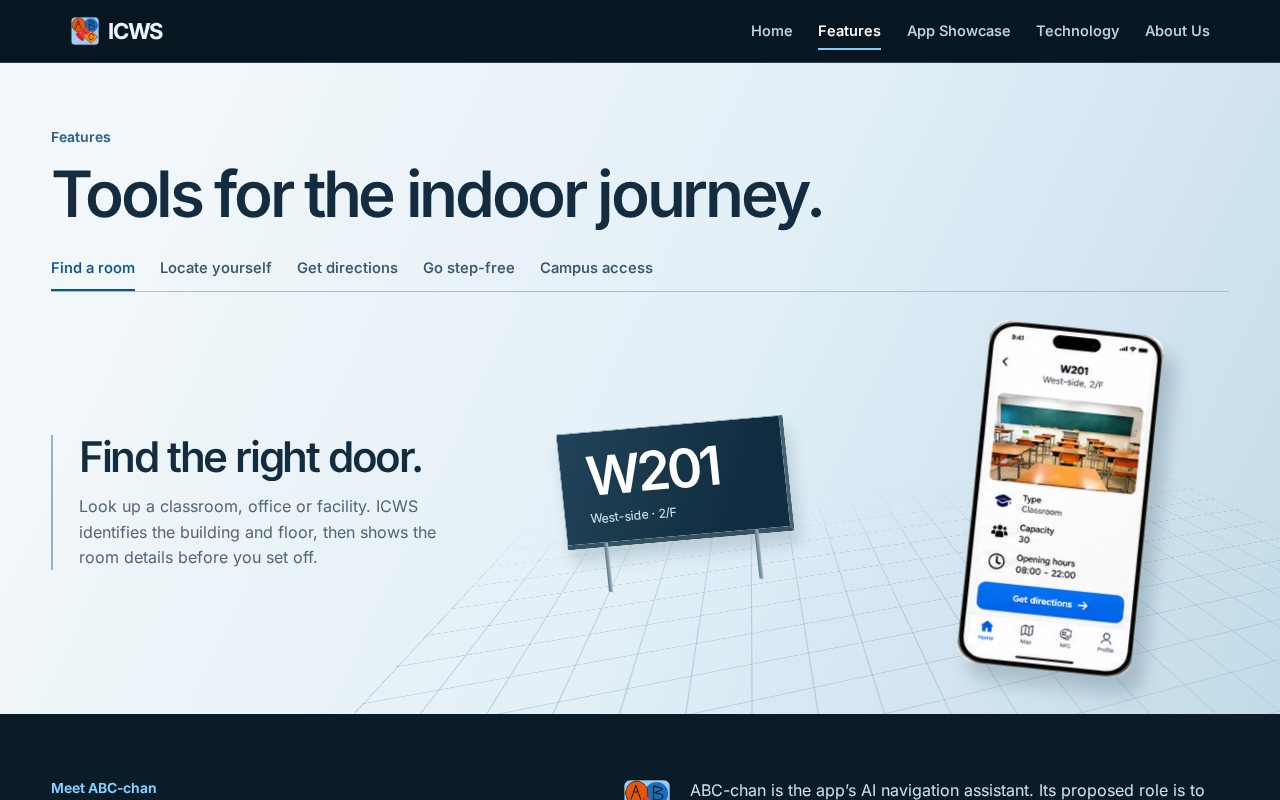 A B C
ICWS
Home
Features
App Showcase
Technology
About Us
Features
Tools for the indoor journey.
Find a room
Locate yourself
Get directions
Go step-free
Campus access
Find the right door.
Look up a classroom, office or facility. ICWS
identifies the building and floor, then shows the
room details before you set off.
W201
West-side · 2/F
9:41
W201
West-side, 2/F
Type
Classroom
Capacity
30
Opening hours
08:00 – 22:00
Get directions →
Home
Map
NFC
Profile
Meet ABC-chan
A B
ABC-chan is the app’s AI navigation assistant. Its proposed role is to